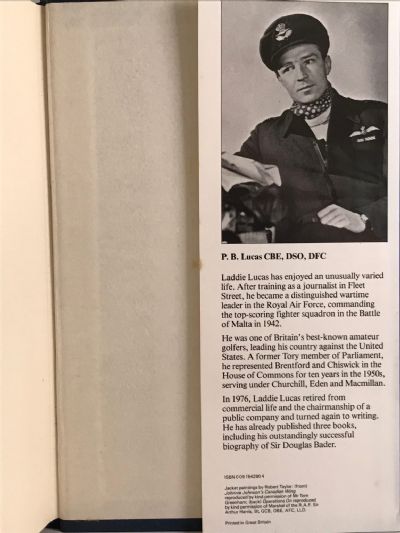 P. B. Lucas CBE, DSO, DFC
Laddie Lucas has enjoyed an unusually varied
life. After training as a journalist in Fleet
Street, he became a distinguished wartime
leader in the Royal Air Force, commanding
the top-scoring fighter squadron in the Battle
of Malta in 1942.
He was one of Britain's best-known amateur
golfers, leading his country against the United
States. A former Tory member of Parliament,
he represented Brentford and Chiswick in the
House of Commons for ten years in the 1950s,
serving under Churchill, Eden and Macmillan.
In 1976, Laddie Lucas retired from
commercial life and the chairmanship of a
public company and turned again to writing.
He has already published three books,
including his outstandingly successful
biography of Sir Douglas Bader.
ISBN 0 09 154280 4
Jacket paintings by Robert Taylor: (front)
Johnnie Johnson's Canadian Wing
reproduced by kind permission of Mr Tom
Greenham; (back) Operations On reproduced
by kind permission of Marshal of the R.A.F. Sir
Arthur Harris, Bt, GCB, OBE, AFC, LLD.
Printed in Great Britain